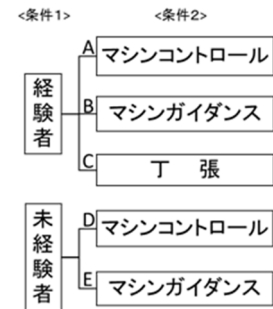 <条件1> <条件2>
A マシンコントロール
経験者
B マシンガイダンス
C 丁 張
D マシンコントロール
未経験者
E マシンガイダンス